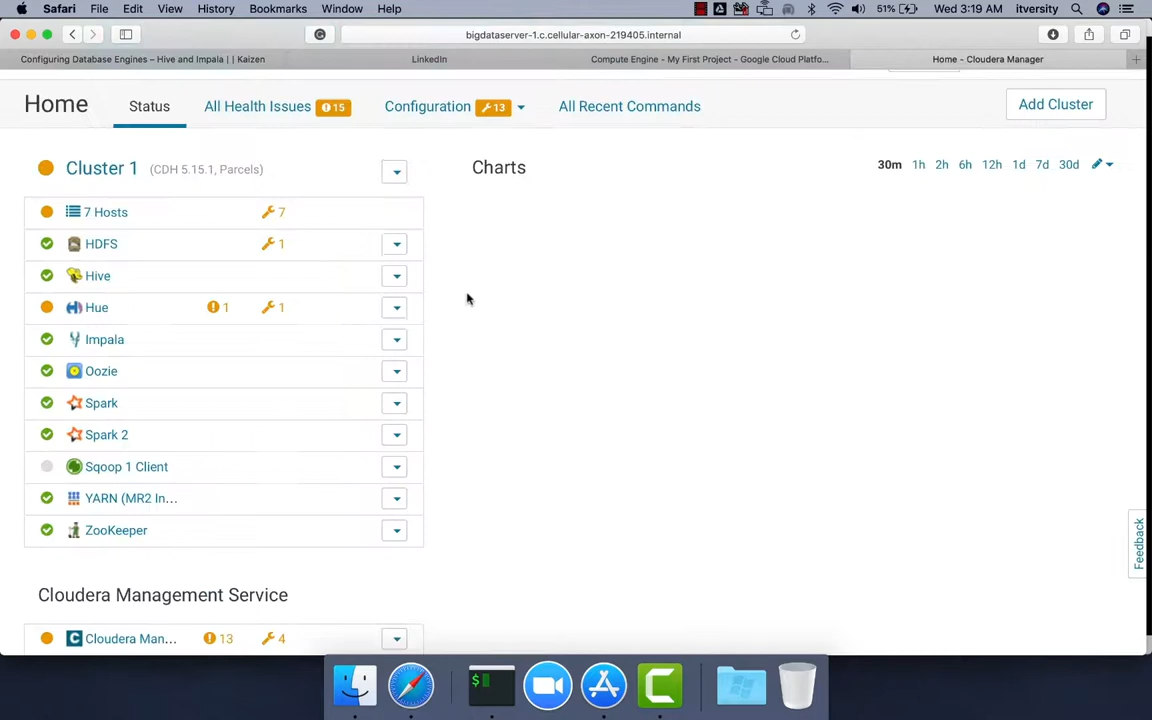 Safari File Edit View History Bookmarks Window Help 51% Wed 3:19 AM itversity
bigdataserver-1.c.cellular-axon-219405.internal
Configuring Database Engines – Hive and Impala | | Kaizen LinkedIn Compute Engine - My First Project - Google Cloud Platfo... Home - Cloudera Manager
Home Status All Health Issues 15 Configuration 13 All Recent Commands Add Cluster
Cluster 1 (CDH 5.15.1, Parcels) Charts 30m 1h 2h 6h 12h 1d 7d 30d
7 Hosts 7
HDFS 1
Hive
Hue 1 1
Impala
Oozie
Spark
Spark 2
Sqoop 1 Client
YARN (MR2 In...
ZooKeeper
Feedback
Cloudera Management Service
Cloudera Man... 13 4